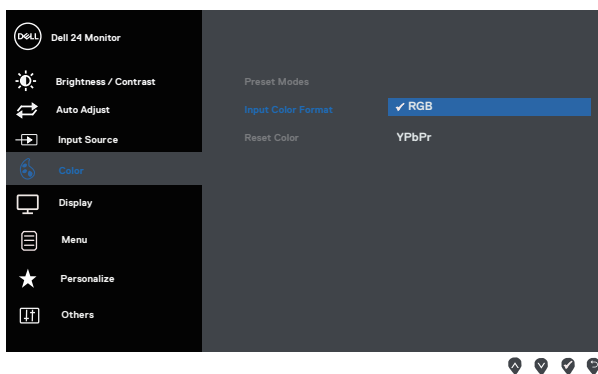 DELL Dell 24 Monitor
Brightness / Contrast
Auto Adjust
Input Source
Color
Display
Menu
Personalize
Others
Preset Modes
Input Color Format
Reset Color
RGB
YPbPr